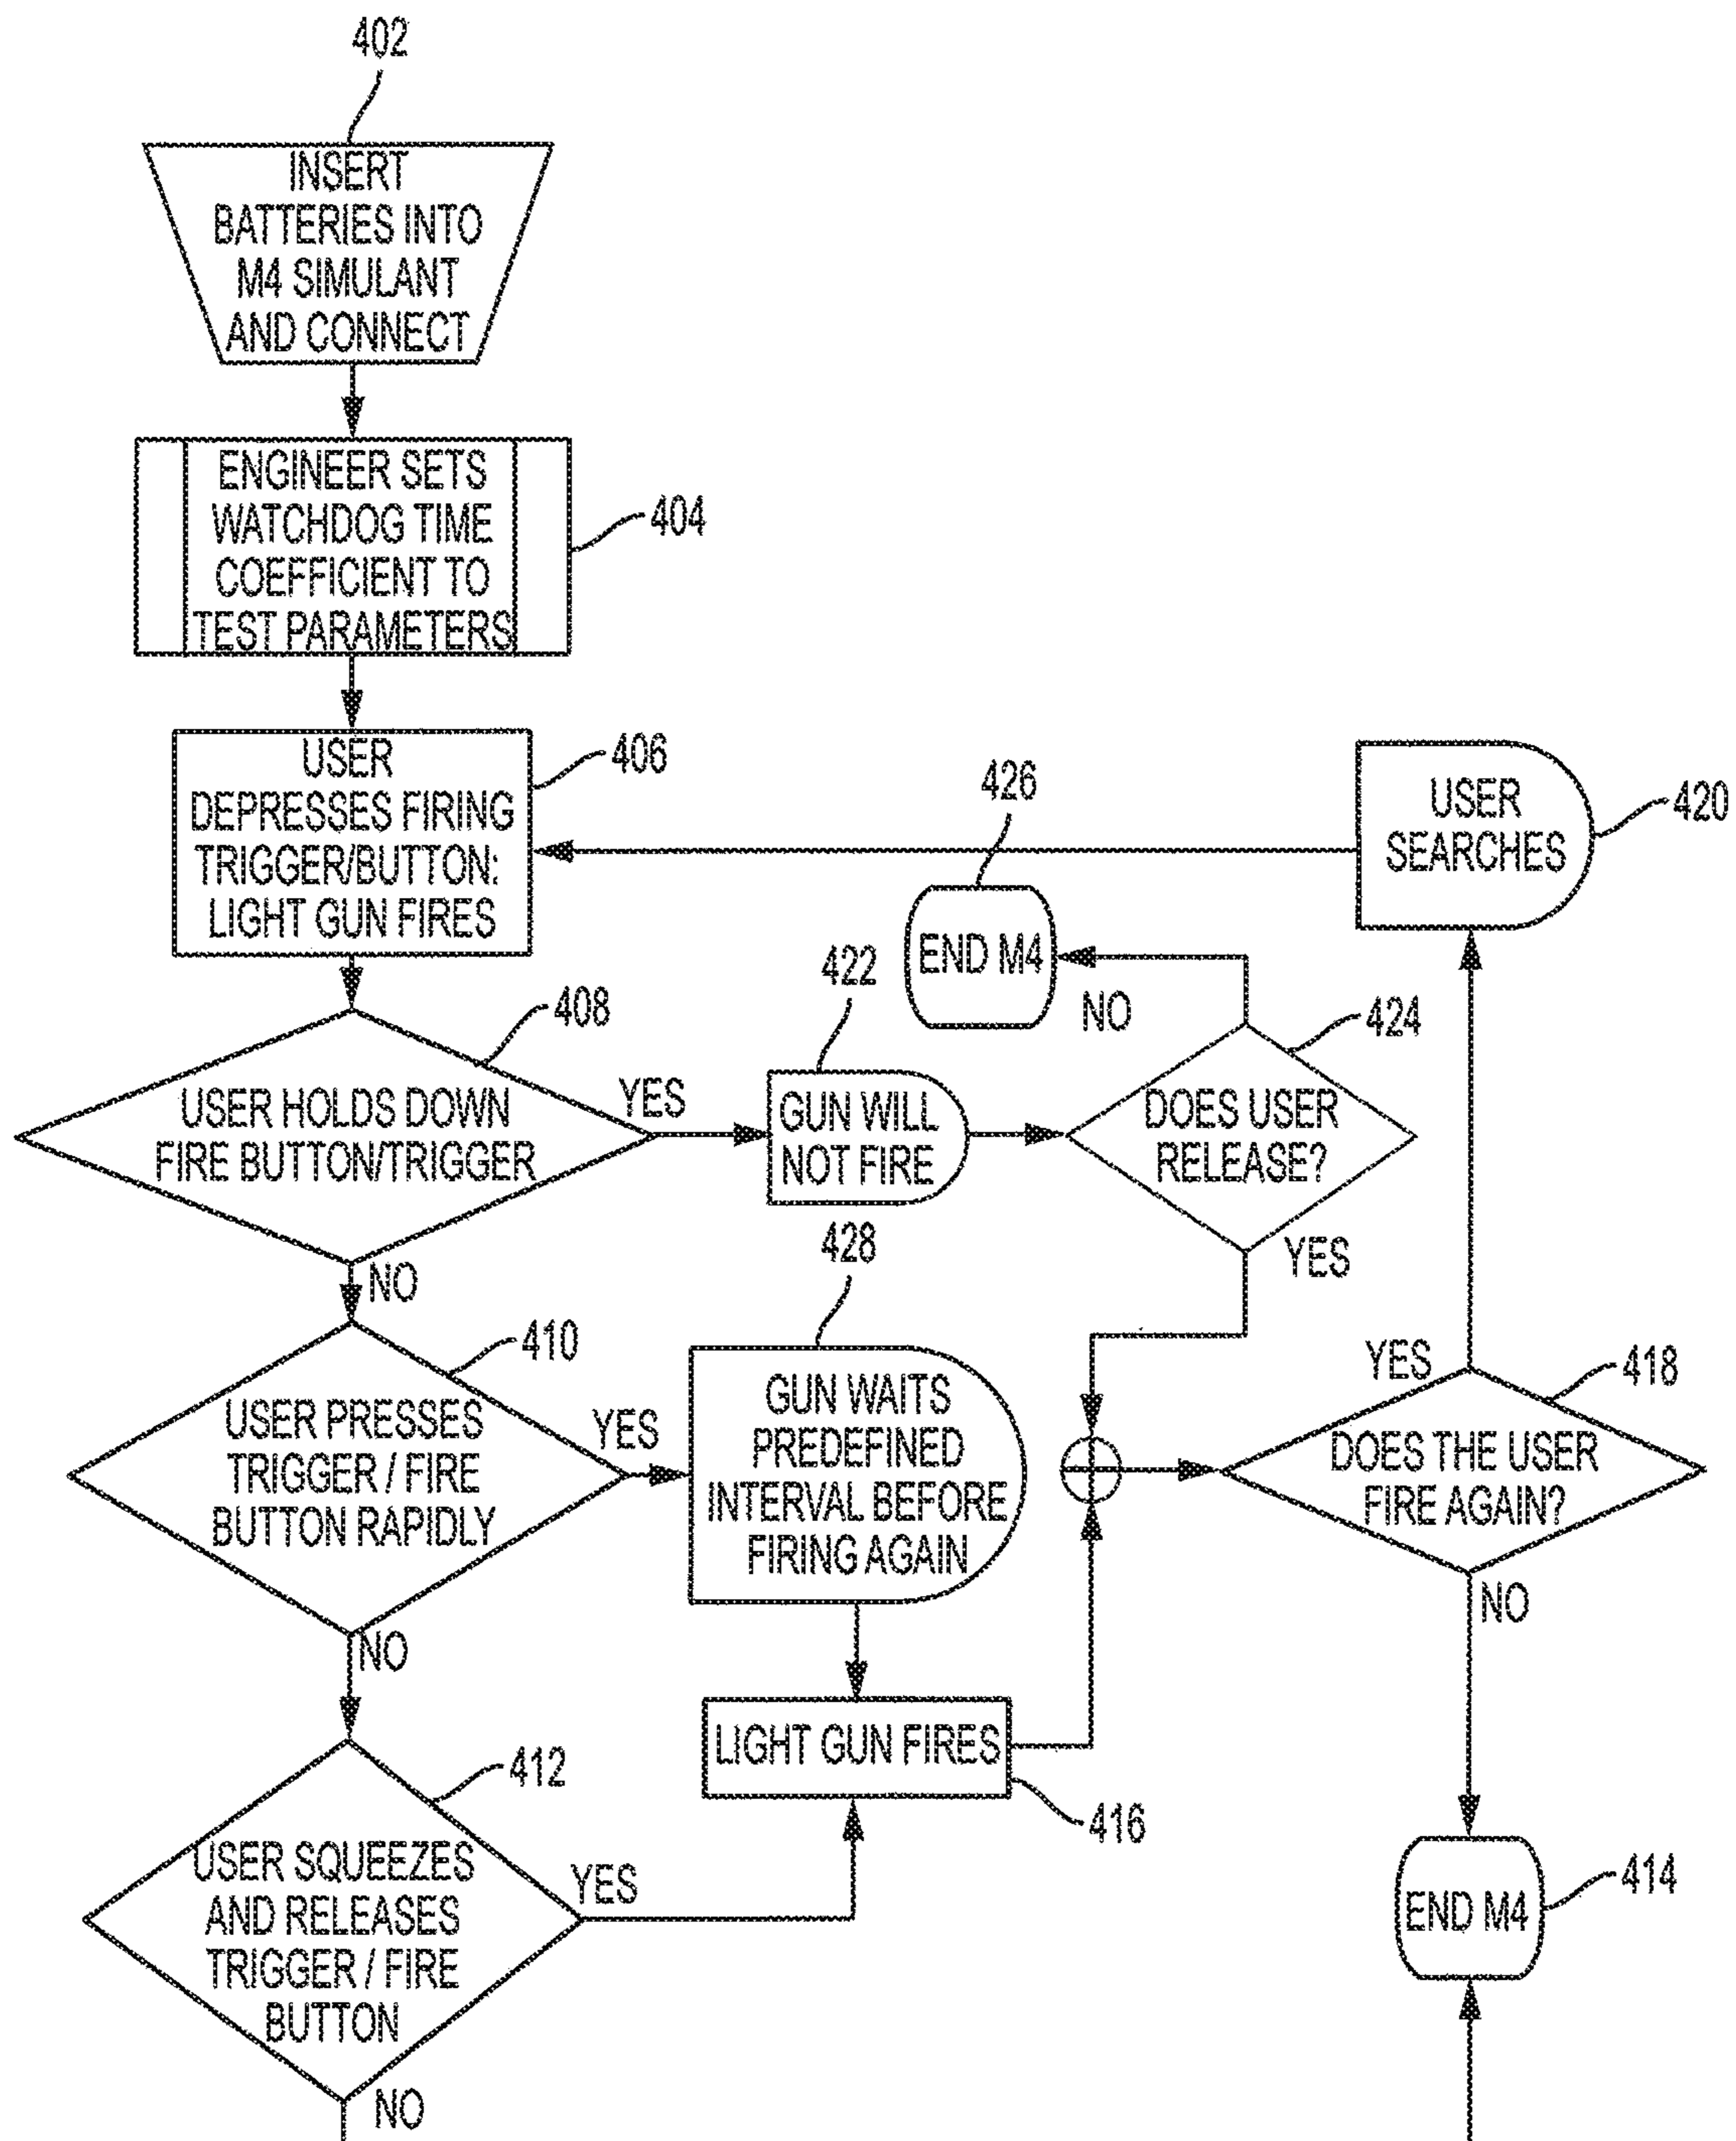 402
INSERT
BATTERIES INTO
M4 SIMULANT
AND CONNECT
ENGINEER SETS
WATCHDOG TIME
COEFFICIENT TO
TEST PARAMETERS
404
USER
DEPRESSES FIRING
TRIGGER/BUTTON:
LIGHT GUN FIRES
406
426
END M4
USER
SEARCHES
420
408
USER HOLDS DOWN
FIRE BUTTON/TRIGGER
YES
NO
422
GUN WILL
NOT FIRE
NO
424
DOES USER
RELEASE?
YES
410
USER PRESSES
TRIGGER / FIRE
BUTTON RAPIDLY
YES
NO
428
GUN WAITS
PREDEFINED
INTERVAL BEFORE
FIRING AGAIN
YES
418
DOES THE USER
FIRE AGAIN?
NO
LIGHT GUN FIRES
416
412
USER SQUEEZES
AND RELEASES
TRIGGER / FIRE
BUTTON
YES
NO
END M4
414